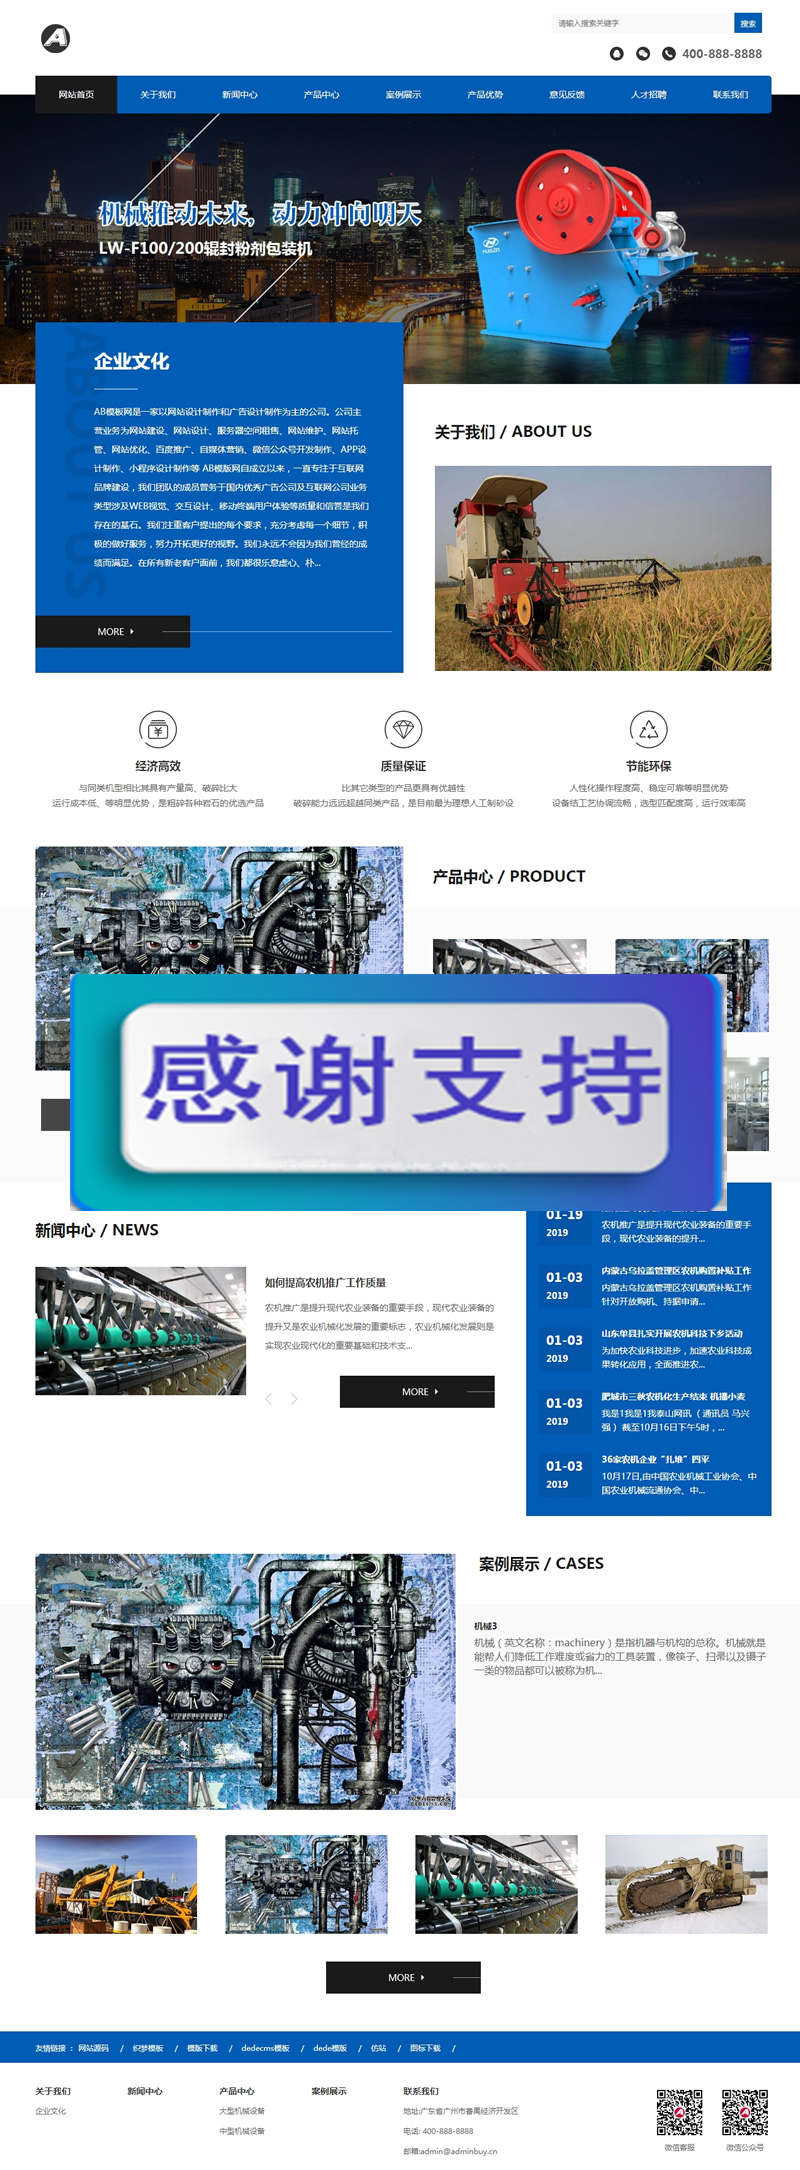 请输入搜索关键字
搜索
400-888-8888
网站首页 关于我们 新闻中心 产品中心 案例展示 产品优势 意见反馈 人才招聘 联系我们
机械推动未来，动力冲向明天
LW-F100/200辊封粉剂包装机
ABOUT US
企业文化
AB模板网是一家以网站设计制作和广告设计制作为主的公司。公司主
营业务为网站建设、网站设计、服务器空间租售、网站维护、网站托
管、网站优化、百度推广、自媒体营销、微信公众号开发制作、APP设
计制作、小程序设计制作等 AB模版网自成立以来，一直专注于互联网
品牌建设，我们团队的成员曾务于国内优秀广告公司及互联网公司业务
类型涉及WEB视觉、交互设计、移动终端用户体验等质量和信誉是我们
存在的基石。我们注重客户提出的每个要求，充分考虑每一个细节，积
极的做好服务，努力开拓更好的视野。我们永远不会因为我们曾经的成
绩而满足。在所有新老客户面前，我们都很乐意虚心、朴...
MORE
关于我们 / ABOUT US
经济高效
与同类机型相比其具有产量高、破碎比大
运行成本低、等明显优势，是粗碎各种岩石的优选产品
质量保证
比其它类型的产品更具有优越性
破碎能力远远超越同类产品，是目前最为理想人工制砂设
节能环保
人性化操作程度高、稳定可靠等明显优势
设备结工艺协调流畅，选型匹配度高，运行效率高
产品中心 / PRODUCT
感谢支持
新闻中心 / NEWS
如何提高农机推广工作质量
农机推广是提升现代农业装备的重要手段，现代农业装备的
提升又是农业机械化发展的重要标志，农业机械化发展则是
实现农业现代化的重要基础和技术支...
MORE
01-19
2019
农机推广是提升现代农业装备的重要手
段，现代农业装备的提升...
01-03
2019
内蒙古乌拉盖管理区农机购置补贴工作
内蒙古乌拉盖管理区农机购置补贴工作
针对开放购机、持据申请...
01-03
2019
山东单县扎实开展农机科技下乡活动
为加快农业科技进步，加速农业科技成
果转化应用，全面推进农...
01-03
2019
肥城市三秋农机化生产结束 机播小麦
我是1我是1我泰山网讯（ 通讯员 马兴
强） 截至10月16日下午5时，...
01-03
2019
36家农机企业“扎堆”四平
10月17日,由中国农业机械工业协会、中
国农业机械流通协会、中...
案例展示 / CASES
机械3
机械（英文名称：machinery）是指机器与机构的总称。机械就是
能帮人们降低工作难度或省力的工具装置，像筷子、扫帚以及镊子
一类的物品都可以被称为机...
MORE
友情链接 ： 网站源码 / 织梦模板 / 模版下载 / dedecms模板 / dede模版 / 仿站 / 图标下载 /
关于我们
企业文化
新闻中心
产品中心
大型机械设备
中型机械设备
案例展示
联系我们
地址:广东省广州市番禺经济开发区
电话: 400-888-8888
邮箱:admin@adminbuy.cn
微信客服
微信公众号